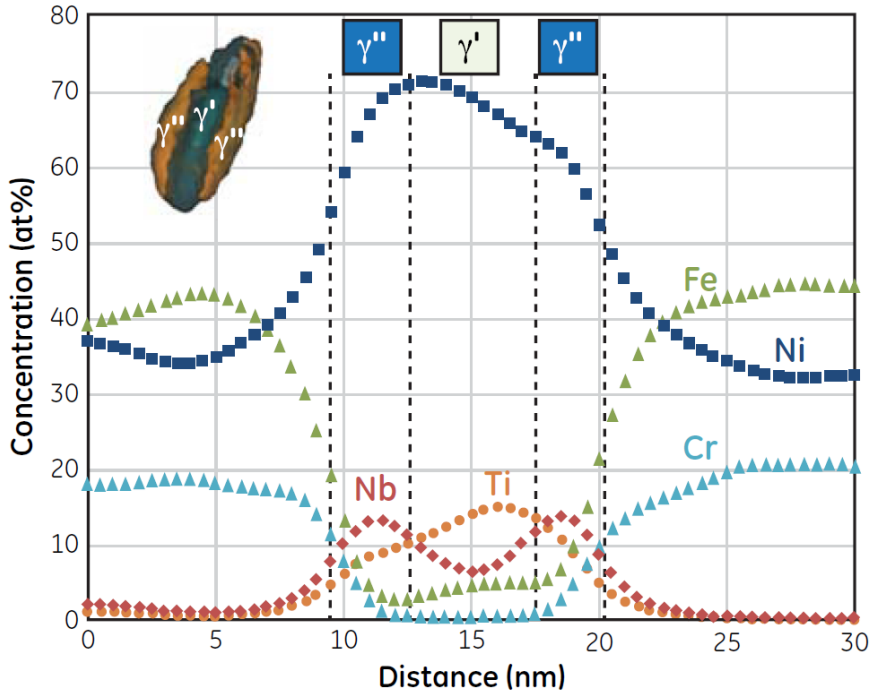 80
γ"
γ'
γ"
70
γ"
γ'
γ"
60
50
Fe
40
Ni
30
Cr
20
Nb
Ti
10
0
0
5
10
15
20
25
30
Concentration (at%)
Distance (nm)